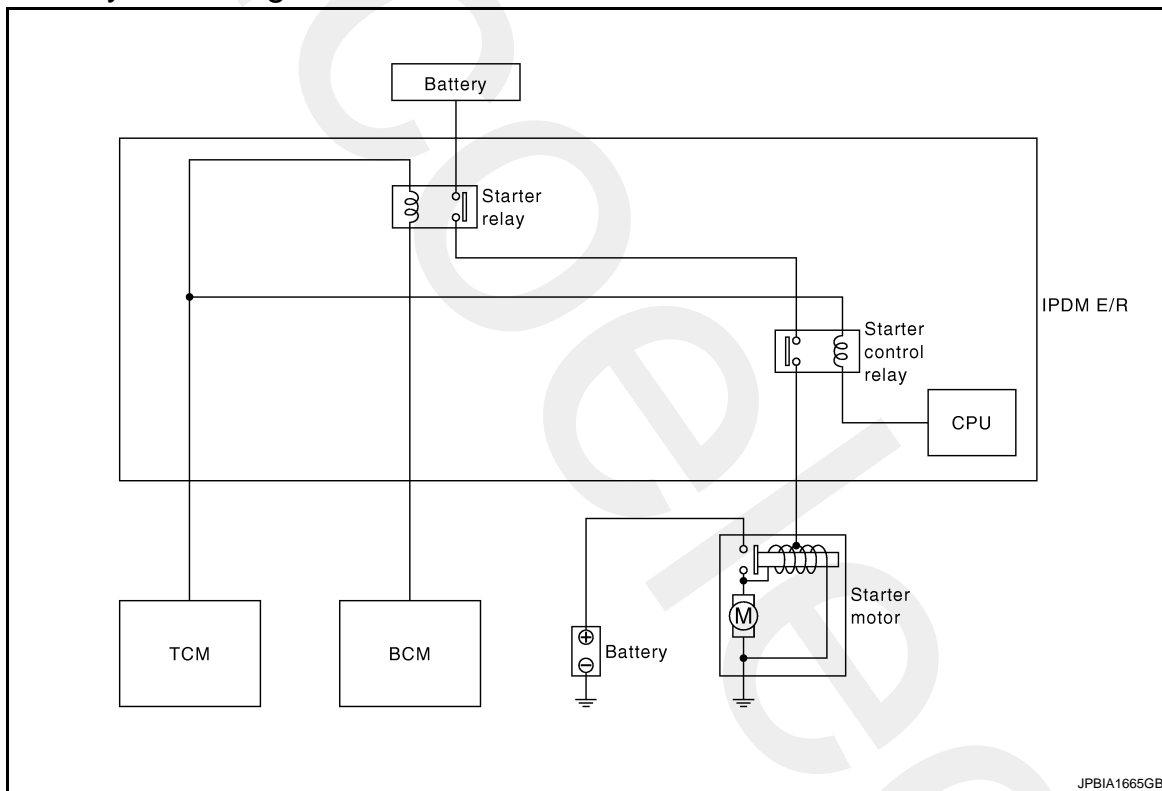 Battery
Starter
relay
IPDM E/R
Starter
control
relay
CPU
TCM
BCM
Battery
M
Starter
motor
JPBIA1665GB